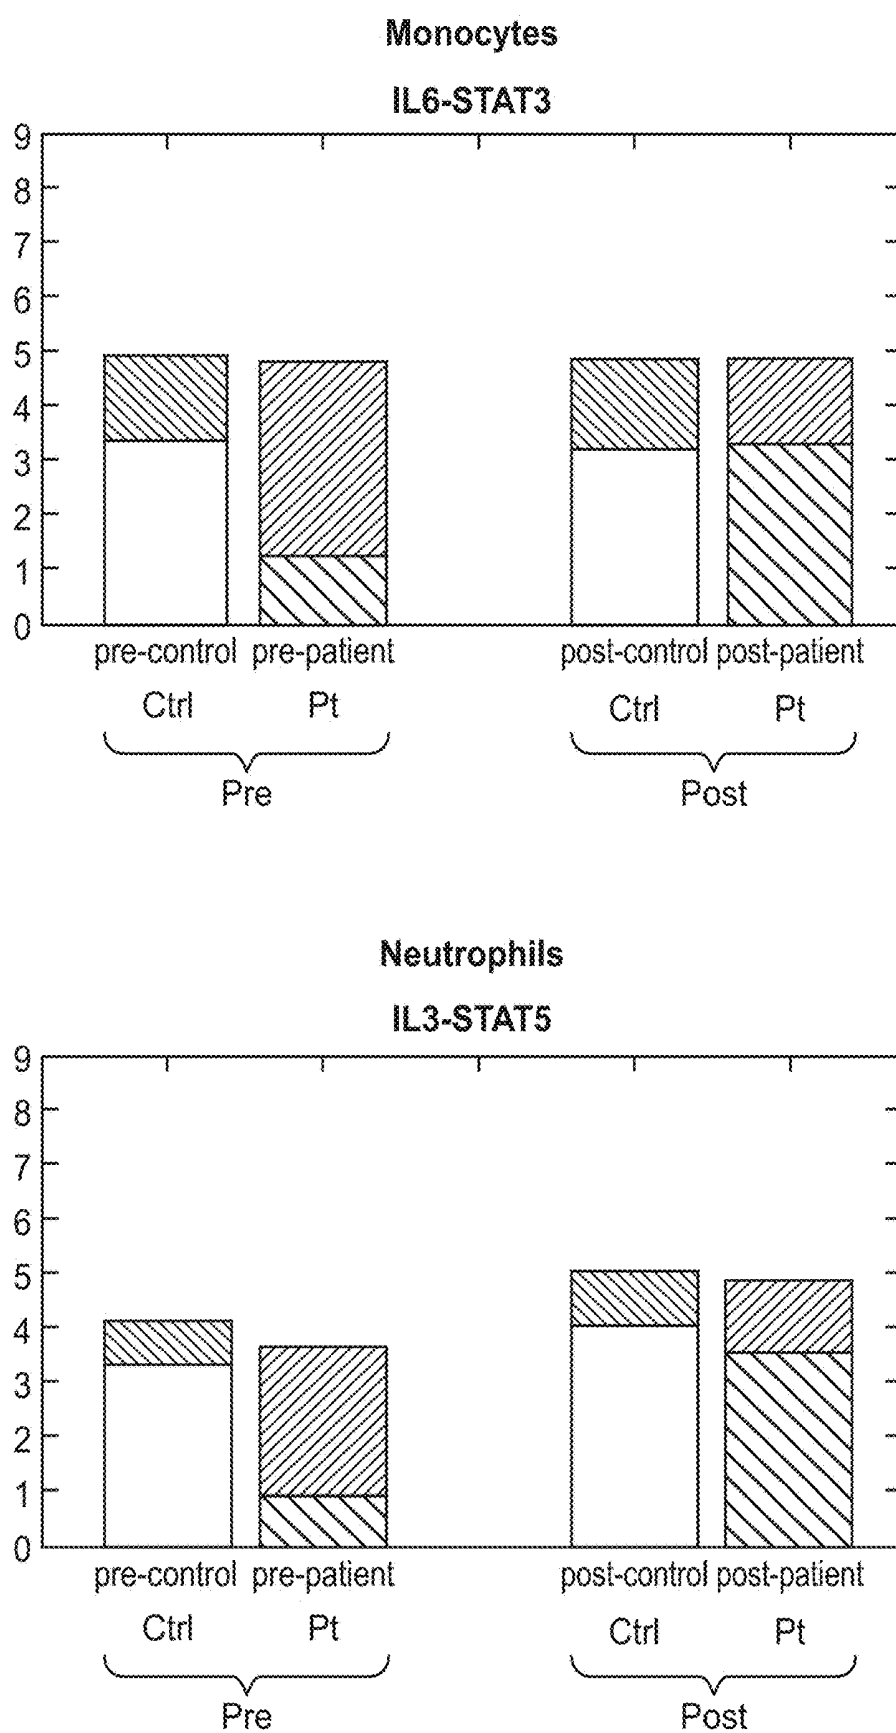 Monocytes
IL6-STAT3
9
8
7
6
5
4
3
2
1
0
pre-control pre-patient post-control post-patient
Ctrl Pt Ctrl Pt
Pre Post
Neutrophils
IL3-STAT5
9
8
7
6
5
4
3
2
1
0
pre-control pre-patient post-control post-patient
Ctrl Pt Ctrl Pt
Pre Post